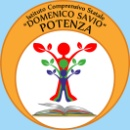 Istituto Comprensivo Statale
"DOMENICO SAVIO"
POTENZA